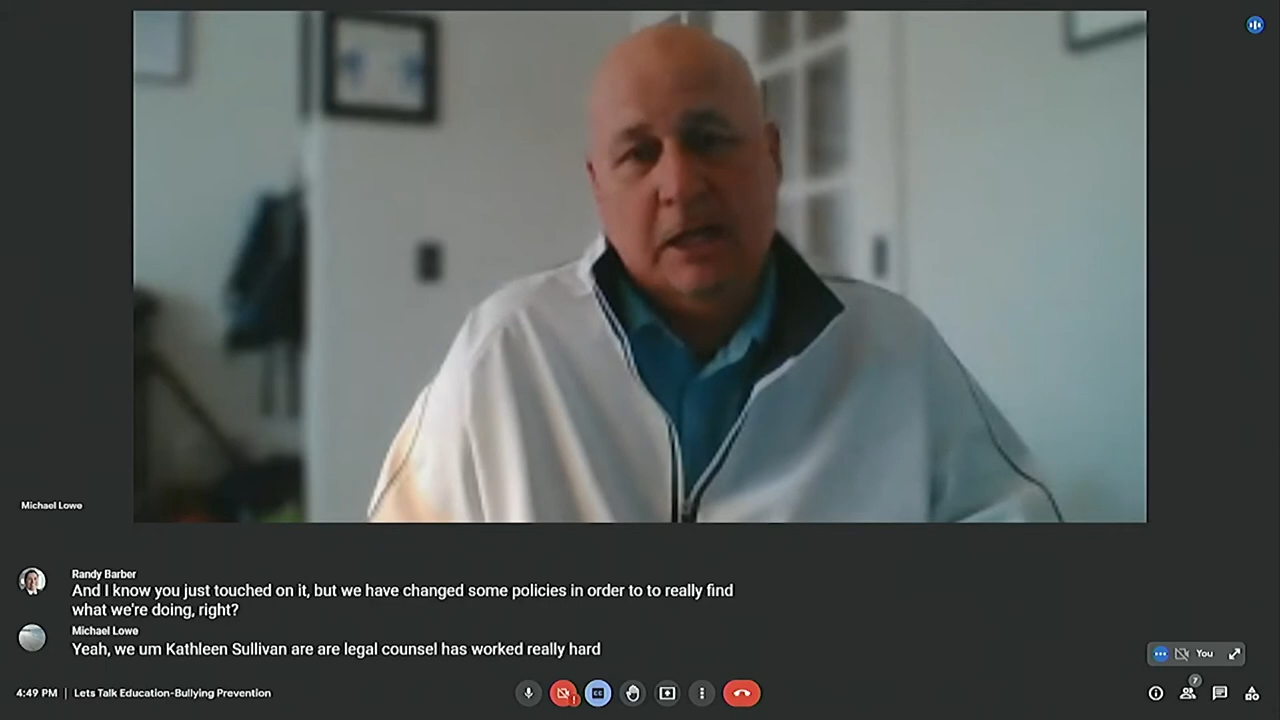 Michael Lowe
Randy Barber
And I know you just touched on it, but we have changed some policies in order to to really find
what we're doing, right?
Michael Lowe
Yeah, we um Kathleen Sullivan are are legal counsel has worked really hard
You
4:49 PM | Lets Talk Education-Bullying Prevention
7